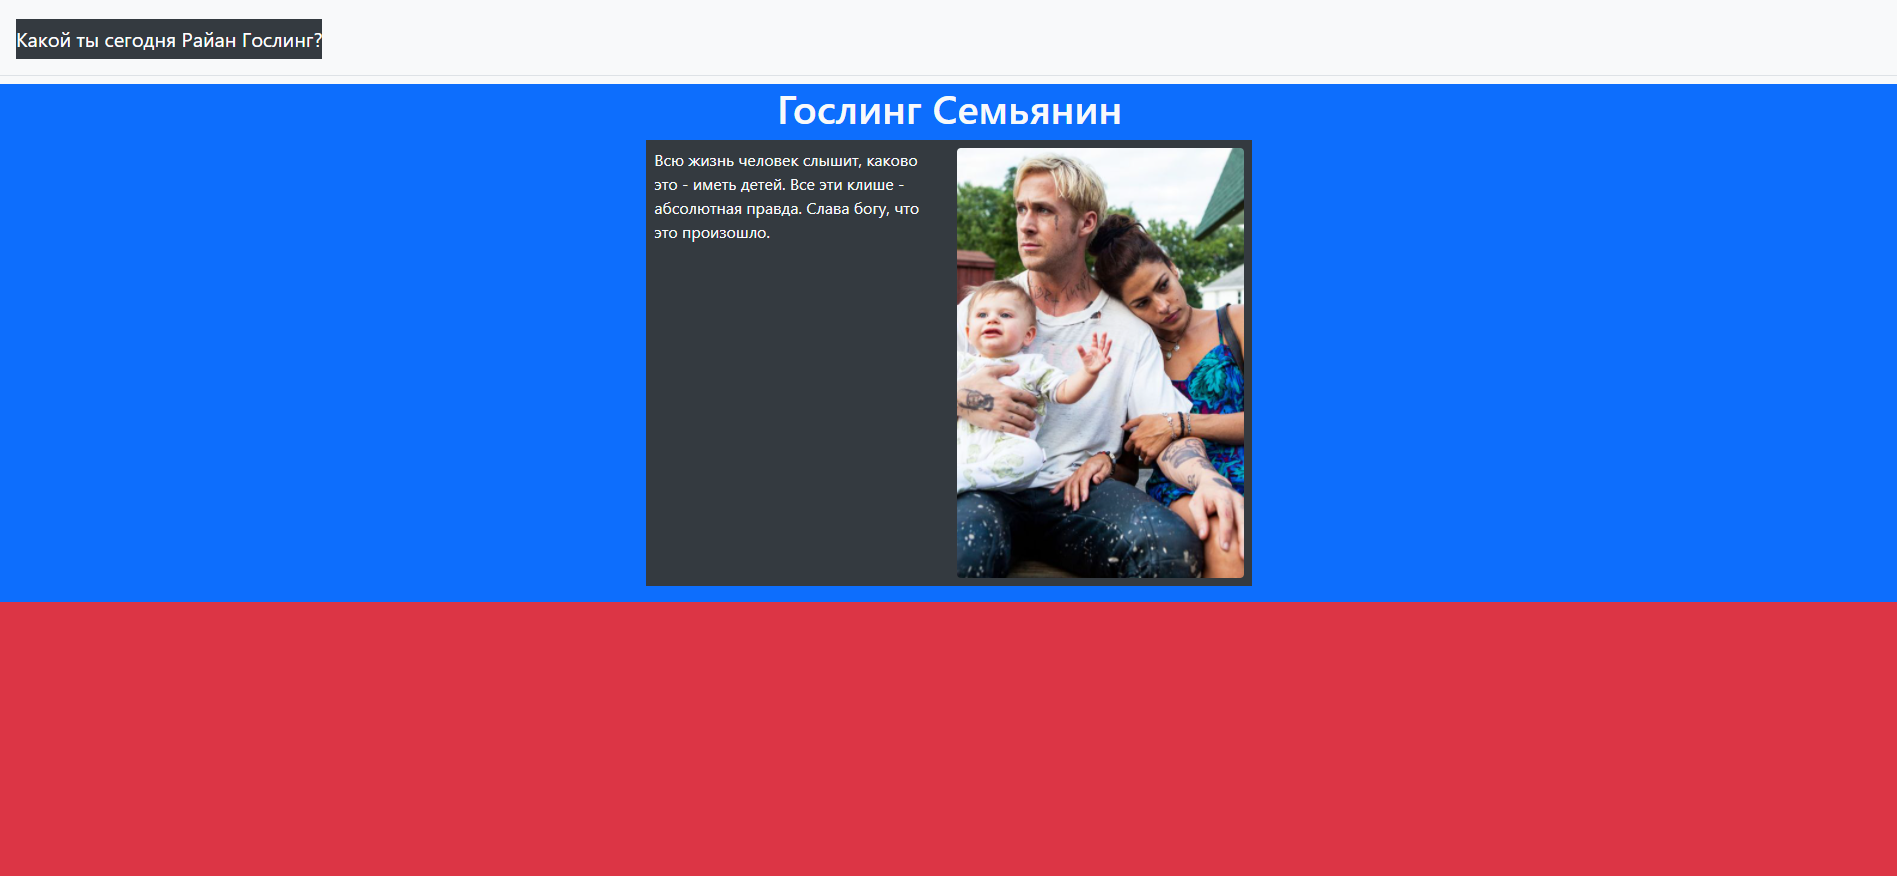 Какой ты сегодня Райан Гослинг?
Гослинг Семьянин
Всю жизнь человек слышит, каково
это - иметь детей. Все эти клише -
абсолютная правда. Слава богу, что
это произошло.